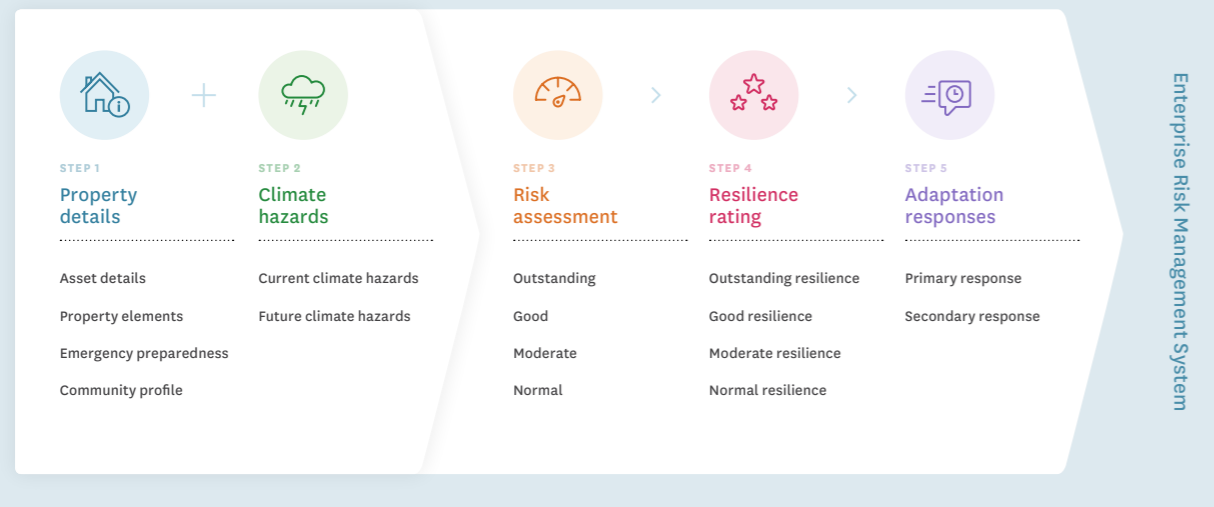 STEP 1
Property
details
Asset details
Property elements
Emergency preparedness
Community profile
STEP 2
Climate
hazards
Current climate hazards
Future climate hazards
STEP 3
Risk
assessment
Outstanding
Good
Moderate
Normal
STEP 4
Resilience
rating
Outstanding resilience
Good resilience
Moderate resilience
Normal resilience
STEP 5
Adaptation
responses
Primary response
Secondary response
Enterprise Risk Management System